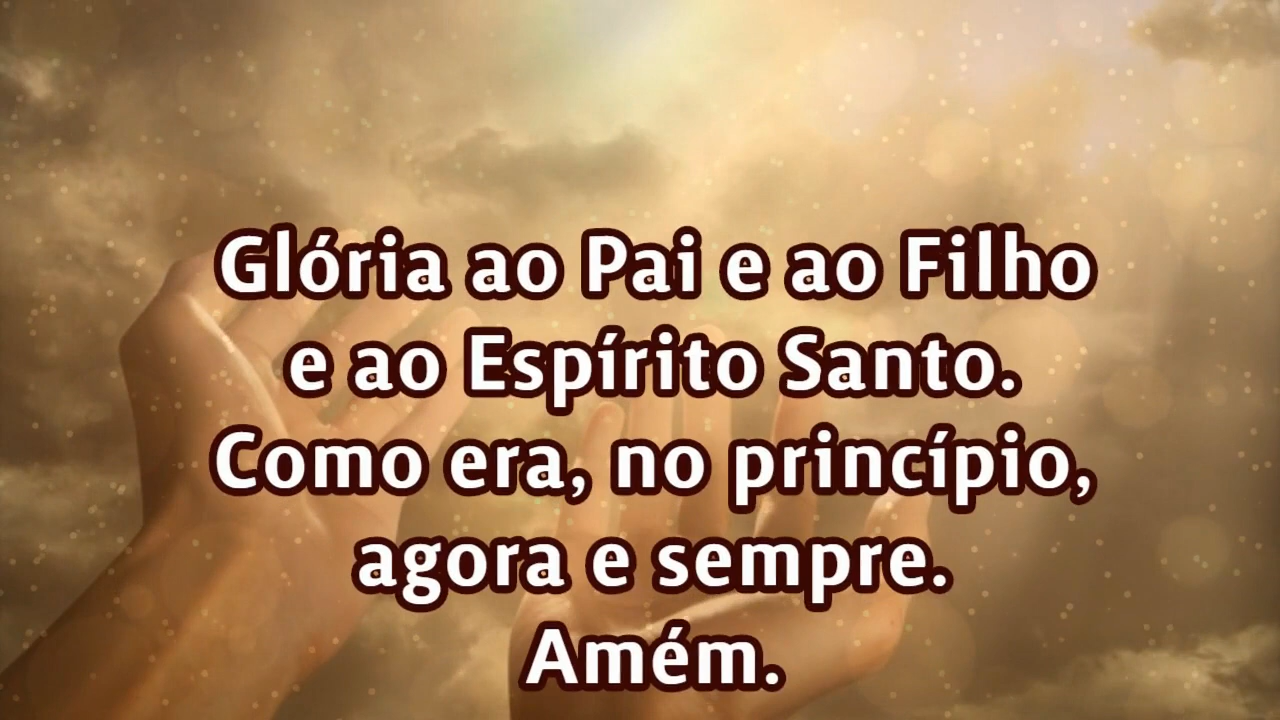 Glória ao Pai e ao Filho
e ao Espírito Santo.
Como era, no princípio,
agora e sempre.
Amém.